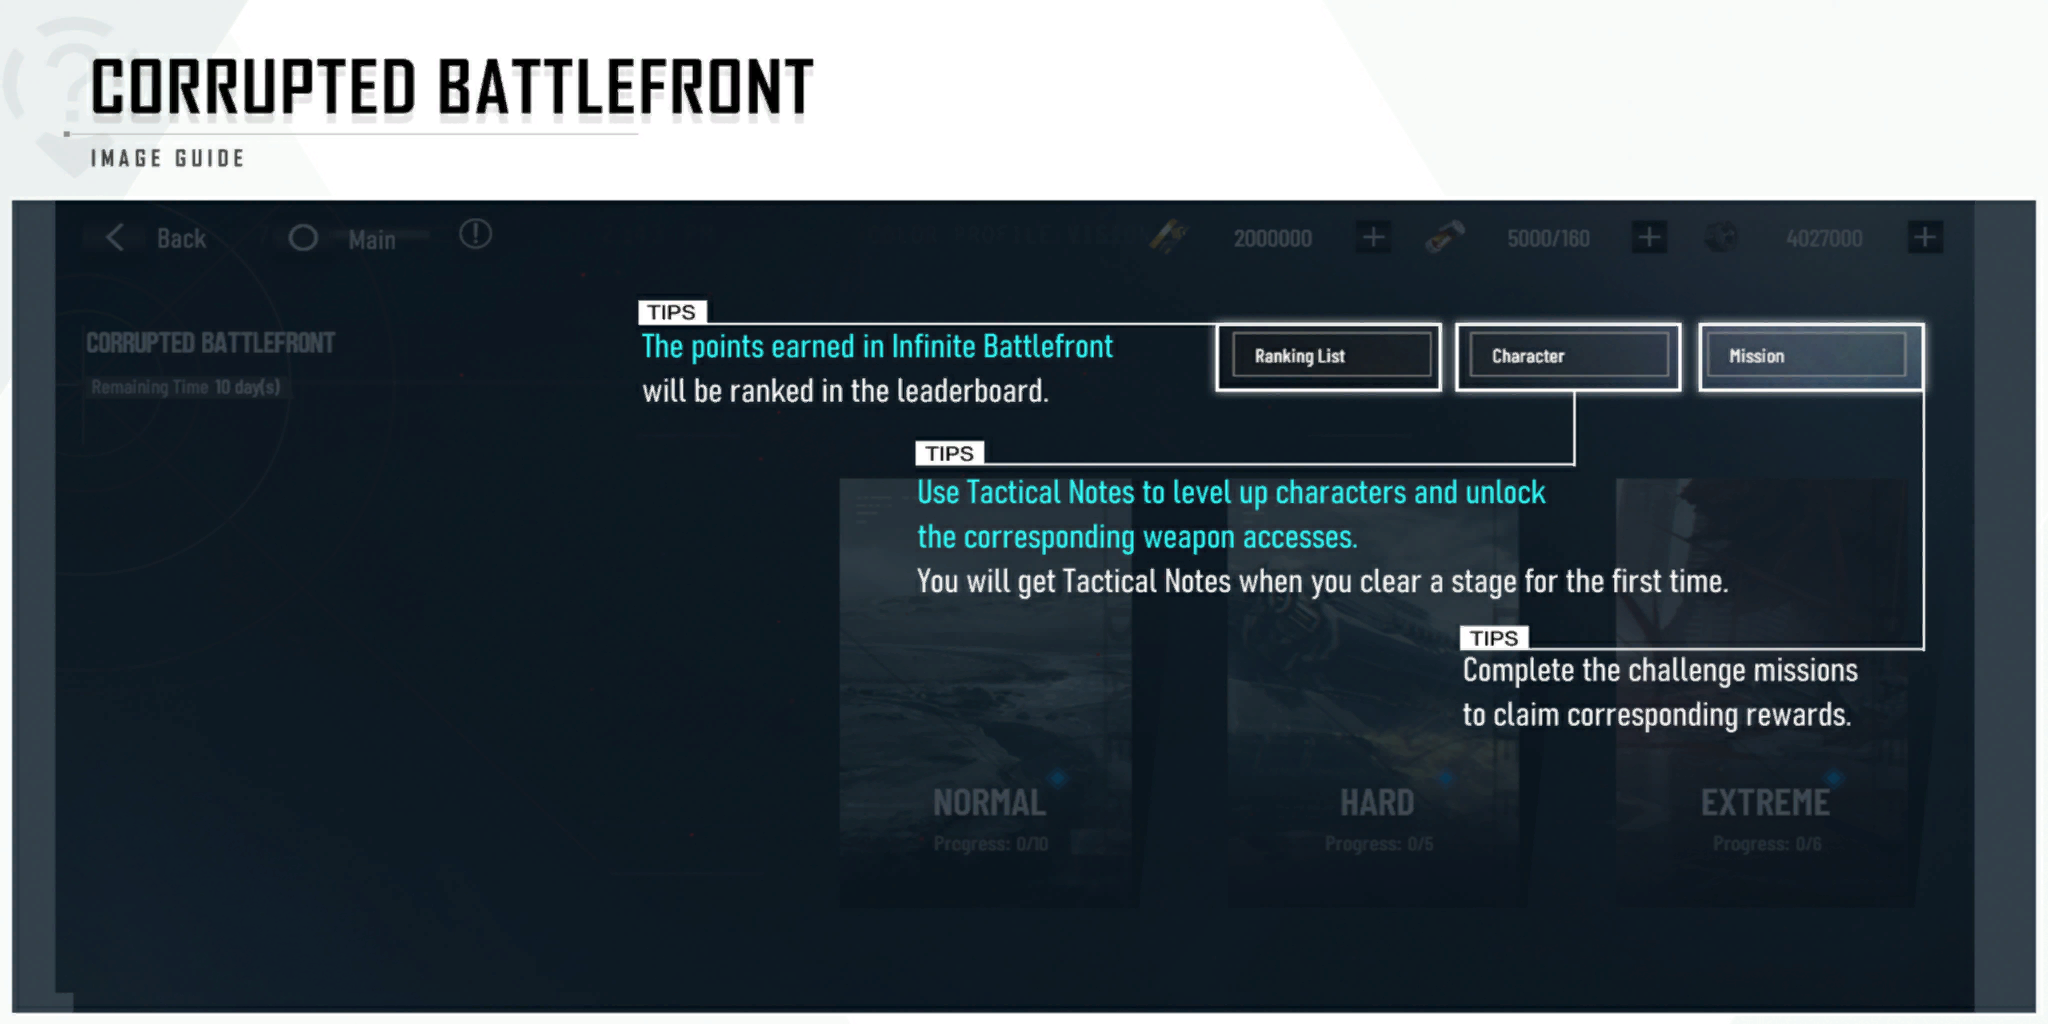 CORRUPTED BATTLEFRONT
IMAGE GUIDE
Back
Main
2000000
5000/160
4027000
CORRUPTED BATTLEFRONT
Remaining Time 10 day(s)
TIPS
The points earned in Infinite Battlefront
will be ranked in the leaderboard.
Ranking List
Character
Mission
TIPS
Use Tactical Notes to level up characters and unlock
the corresponding weapon accesses.
You will get Tactical Notes when you clear a stage for the first time.
TIPS
Complete the challenge missions
to claim corresponding rewards.
NORMAL
Progress: 0/10
HARD
Progress: 0/5
EXTREME
Progress: 0/6